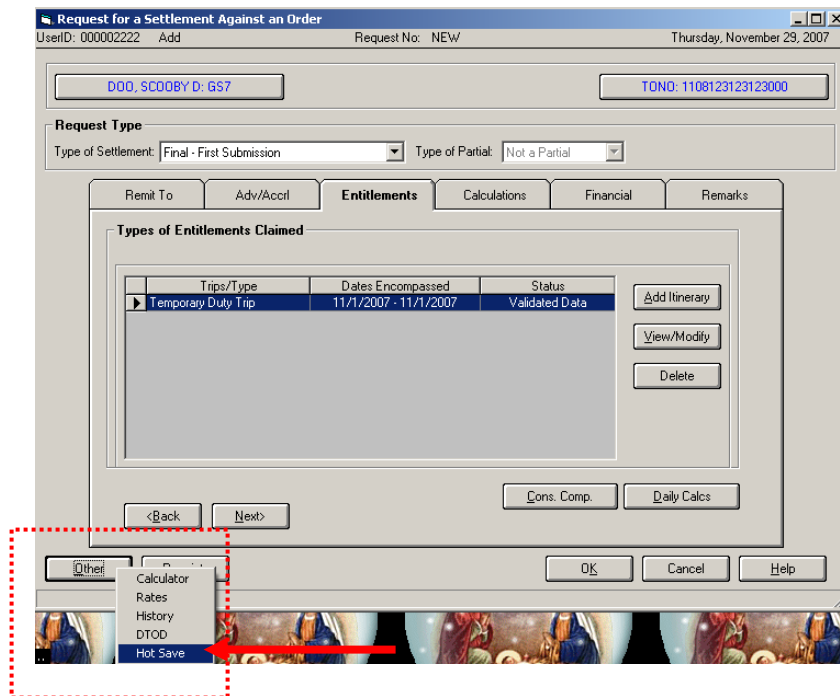 Request for a Settlement Against an Order
UserID: 000002222 Add Request No: NEW Thursday, November 29, 2007
DOO, SCOOBY D: GS7 TONO: 1108123123123000
Request Type
Type of Settlement: Final - First Submission Type of Partial: Not a Partial
Remit To Adv/Accrl Entitlements Calculations Financial Remarks
Types of Entitlements Claimed
Trips/Type Dates Encompassed Status
Temporary Duty Trip 11/1/2007 - 11/1/2007 Validated Data
Add Itinerary
View/Modify
Delete
Cons. Comp. Daily Calcs
<Back Next>
Other OK Cancel Help
Calculator
Rates
History
DTOD
Hot Save